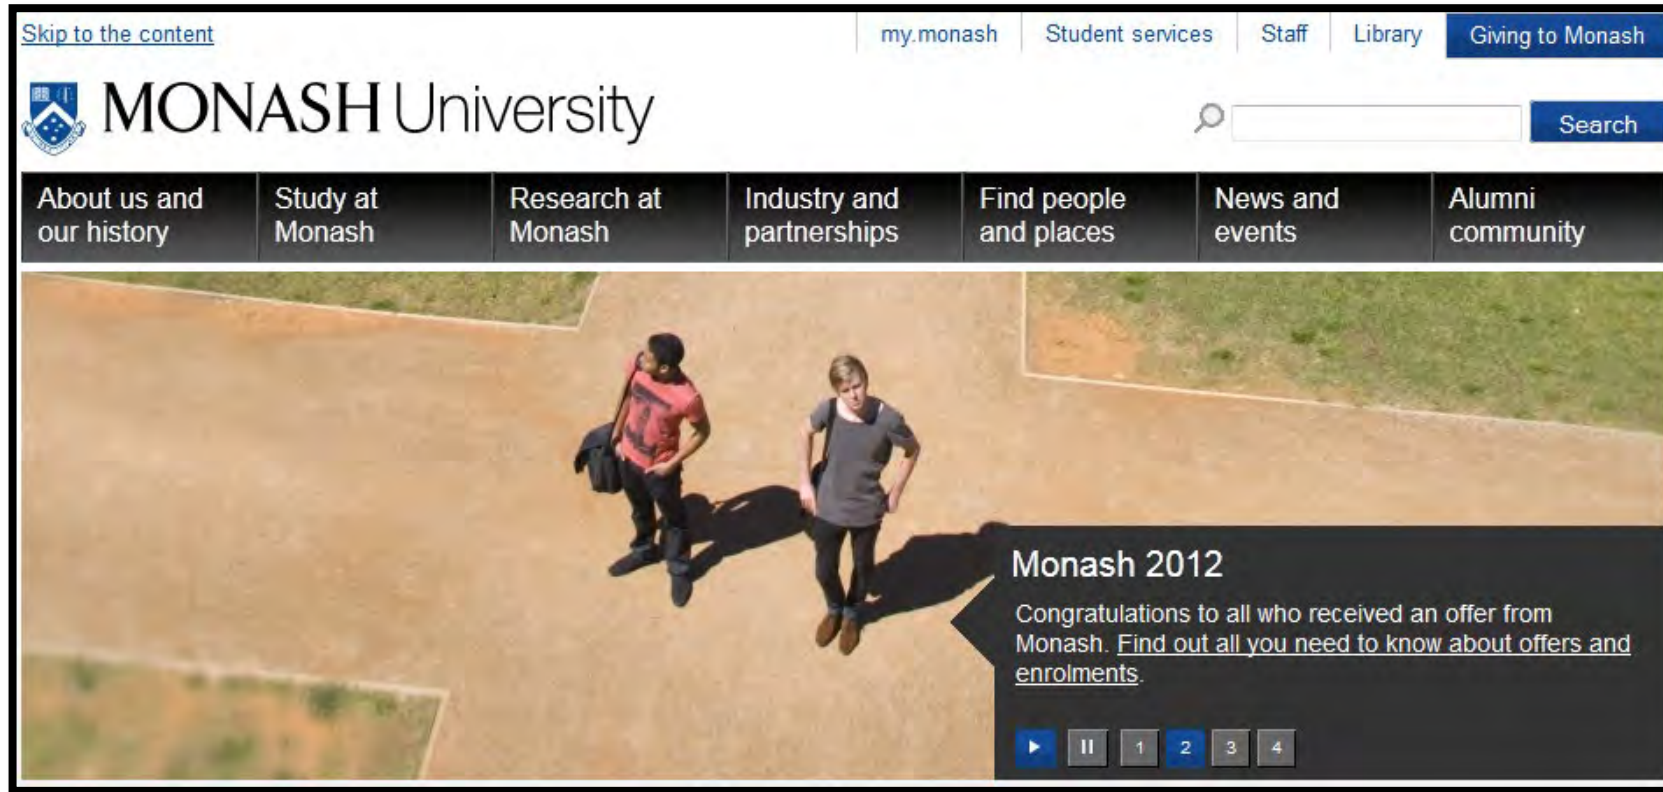 Skip to the content
my.monash Student services Staff Library Giving to Monash
MONASH University
Search
About us and our history
Study at Monash
Research at Monash
Industry and partnerships
Find people and places
News and events
Alumni community
Monash 2012
Congratulations to all who received an offer from
Monash. Find out all you need to know about offers and
enrolments.
1 2 3 4